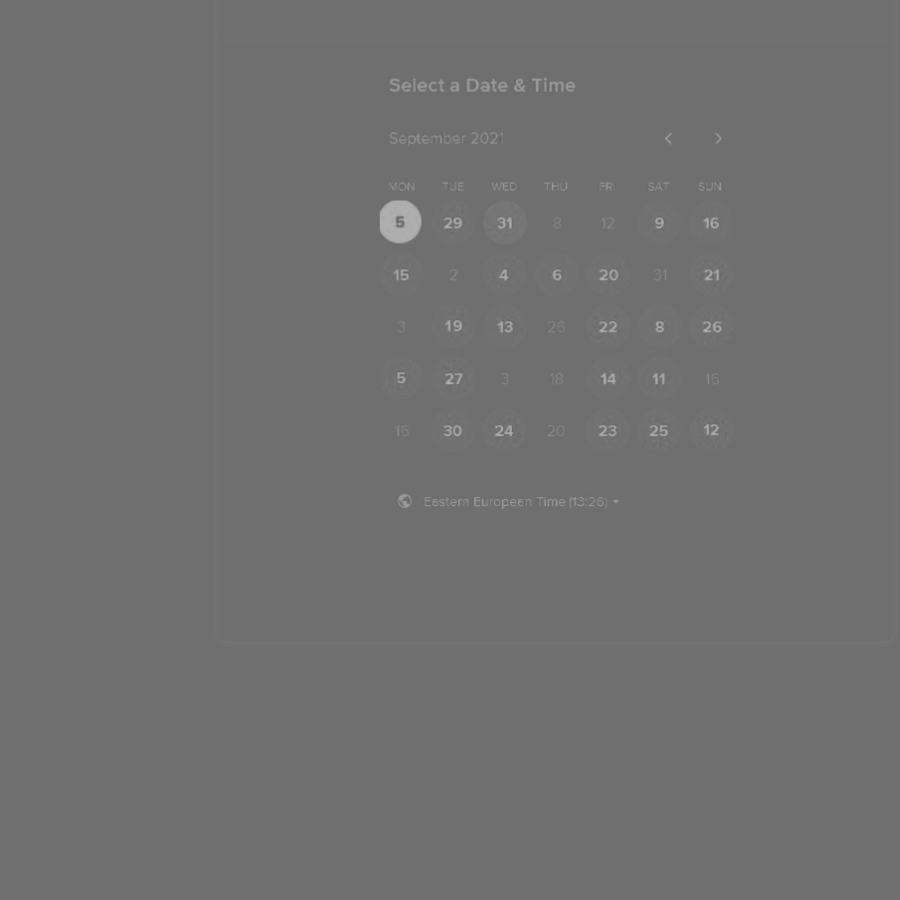 Select a Date & Time
September 2021
MON TUE WED THU FRI SAT SUN
5 29 31 8 12 9 16
15 2 4 6 20 31 21
3 19 13 26 22 8 26
5 27 3 18 14 11 16
16 30 24 20 23 25 12
Eastern European Time (13:26)